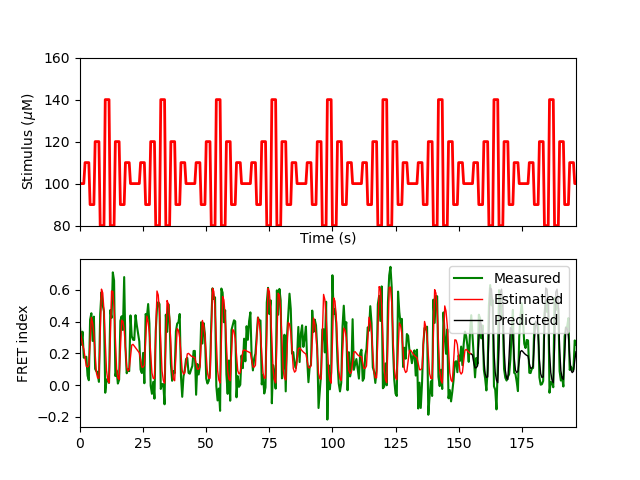 160
140
120
100
80
Stimulus (μM)
Time (s)
0.6
0.4
0.2
0.0
−0.2
FRET index
Measured
Estimated
Predicted
0 25 50 75 100 125 150 175